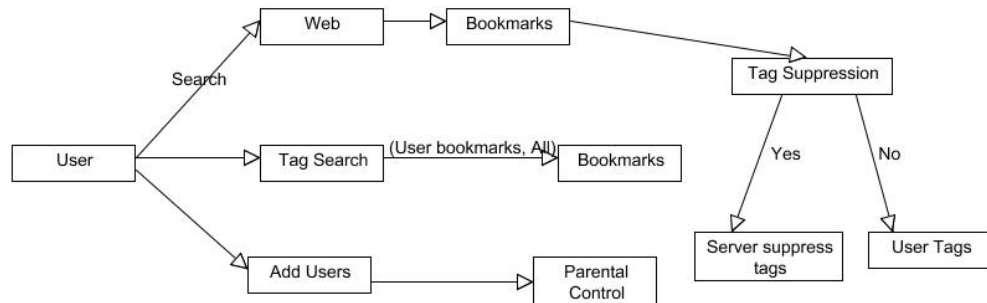 Web
Bookmarks
Tag Suppression
Search
User
Tag Search
(User bookmarks, All)
Bookmarks
Yes
No
Server suppress
tags
User Tags
Add Users
Parental
Control